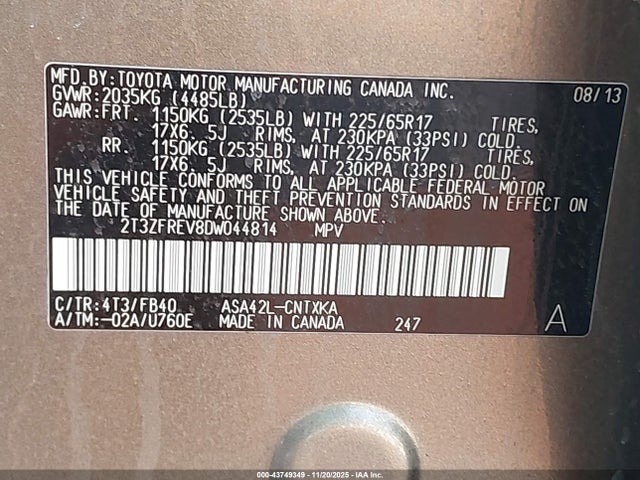 MFD.BY:TOYOTA MOTOR MANUFACTURING CANADA INC. 08/13
GVWR:2035KG (4485LB)
GAWR:FRT. 1150KG (2535LB) WITH 225/65R17 TIRES,
17X6. 5J RIMS, AT 230KPA (33PSI) COLD.
RR. 1150KG (2535LB) WITH 225/65R17 TIRES,
17X6. 5J RIMS, AT 230KPA (33PSI) COLD.
THIS VEHICLE CONFORMS TO ALL APPLICABLE FEDERAL MOTOR
VEHICLE SAFETY AND THEFT PREVENTION STANDARDS IN EFFECT ON
THE DATE OF MANUFACTURE SHOWN ABOVE.
2T3ZFREV8DW044814 MPV
C/TR:4T3/FB40 ASA42L-CNTXKA
A/TM:-02A/U760E MADE IN CANADA 247 A
000-43749349 - 11/20/2025 - IAA Inc.